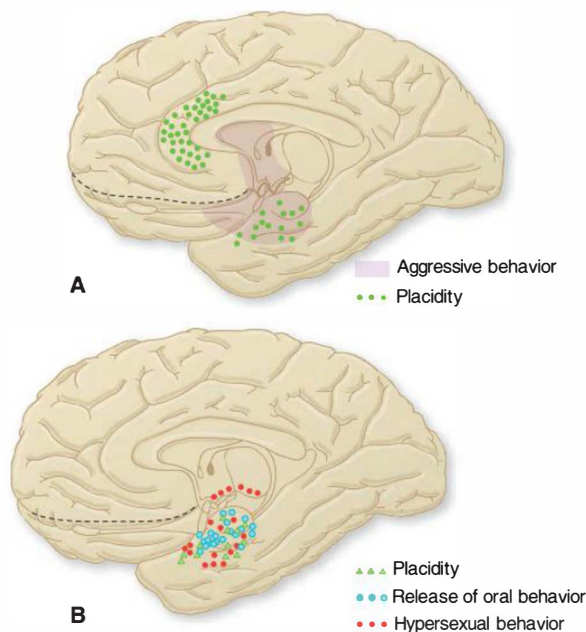 A
Aggressive behavior
Placidity
B
Placidity
Release of oral behavior
Hypersexual behavior